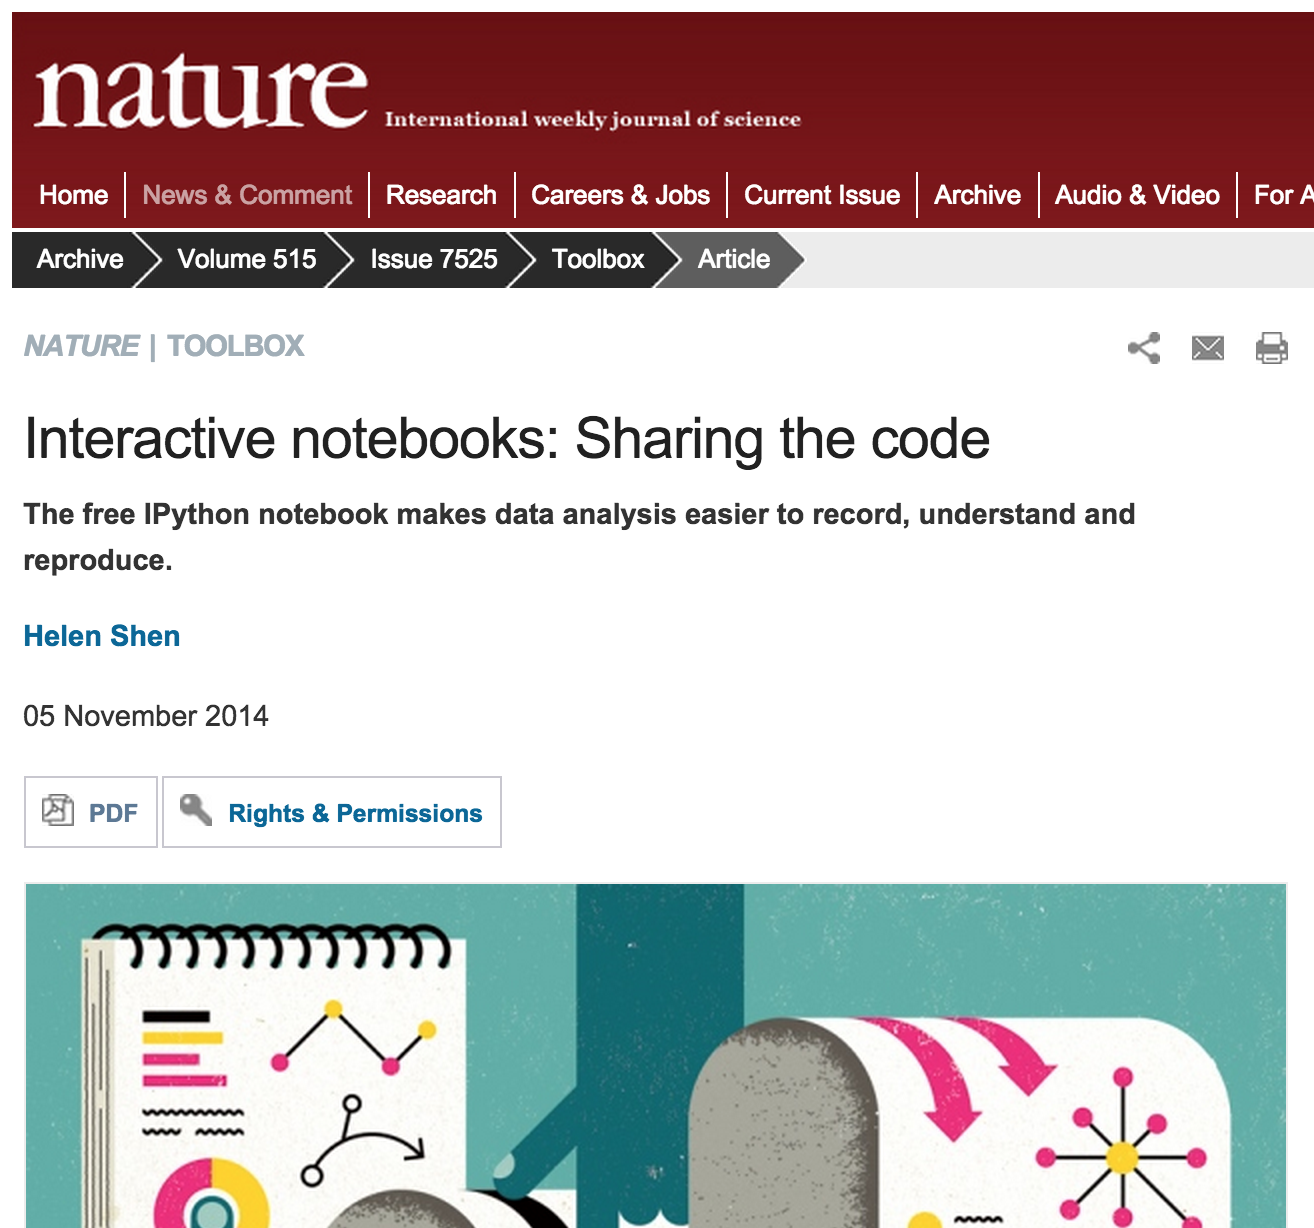 nature International weekly journal of science
Home News & Comment Research Careers & Jobs Current Issue Archive Audio & Video For A
Archive Volume 515 Issue 7525 Toolbox Article
NATURE | TOOLBOX
Interactive notebooks: Sharing the code
The free IPython notebook makes data analysis easier to record, understand and
reproduce.
Helen Shen
05 November 2014
PDF Rights & Permissions